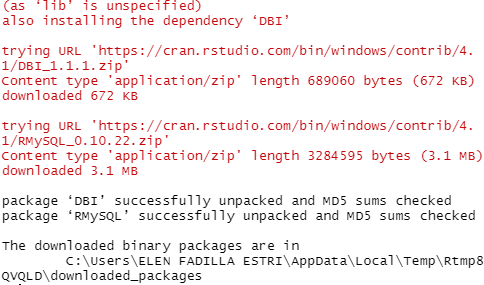 (as ‘lib’ is unspecified)
also installing the dependency ‘DBI’
trying URL 'https://cran.rstudio.com/bin/windows/contrib/4.
1/DBI_1.1.1.zip'
Content type 'application/zip' length 689060 bytes (672 KB)
downloaded 672 KB
trying URL 'https://cran.rstudio.com/bin/windows/contrib/4.
1/RMySQL_0.10.22.zip'
Content type 'application/zip' length 3284595 bytes (3.1 MB)
downloaded 3.1 MB
package ‘DBI’ successfully unpacked and MD5 sums checked
package ‘RMySQL’ successfully unpacked and MD5 sums checked
The downloaded binary packages are in
C:\Users\ELEN FADILLA ESTRI\AppData\Local\Temp\Rtmp8
QVQLD\downloaded_packages